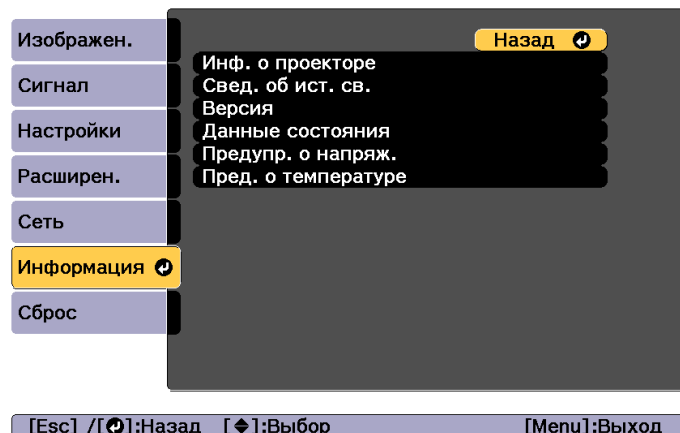 Изображен.
Сигнал
Настройки
Расширен.
Сеть
Информация
Сброс
Назад
Инф. о проекторе
Свед. об ист. св.
Версия
Данные состояния
Предупр. о напряж.
Пред. о температуре
[Esc] /[⏎]:Назад [◆]:Выбор [Menu]:Выход